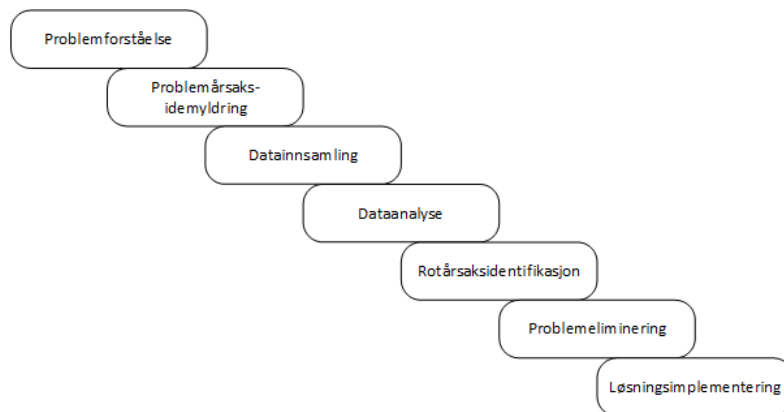 Problemforståelse
Problemårsaks-
idemyldring
Datainnsamling
Dataanalyse
Rotårsaksidentifikasjon
Problemeliminering
Løsningsimplementering